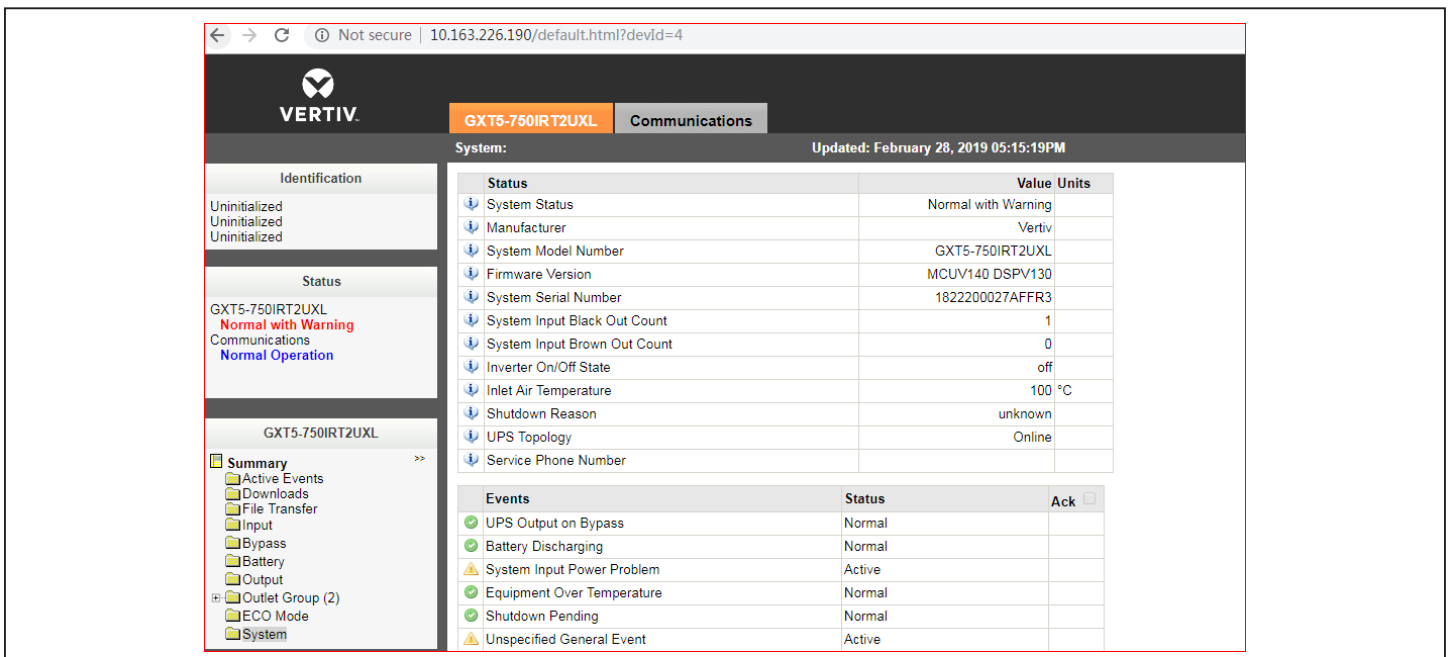 Not secure | 10.163.226.190/default.html?devId=4
VERTIV.
GXT5-750IRT2UXL Communications
System: Updated: February 28, 2019 05:15:19PM
Identification
Uninitialized
Uninitialized
Uninitialized
Status
GXT5-750IRT2UXL
Normal with Warning
Communications
Normal Operation
GXT5-750IRT2UXL
Summary >>
Active Events
Downloads
File Transfer
Input
Bypass
Battery
Output
Outlet Group (2)
ECO Mode
System
Status Value Units
System Status Normal with Warning
Manufacturer Vertiv
System Model Number GXT5-750IRT2UXL
Firmware Version MCUV140 DSPV130
System Serial Number 1822200027AFFR3
System Input Black Out Count 1
System Input Brown Out Count 0
Inverter On/Off State off
Inlet Air Temperature 100 °C
Shutdown Reason unknown
UPS Topology Online
Service Phone Number
Events Status Ack
UPS Output on Bypass Normal
Battery Discharging Normal
System Input Power Problem Active
Equipment Over Temperature Normal
Shutdown Pending Normal
Unspecified General Event Active